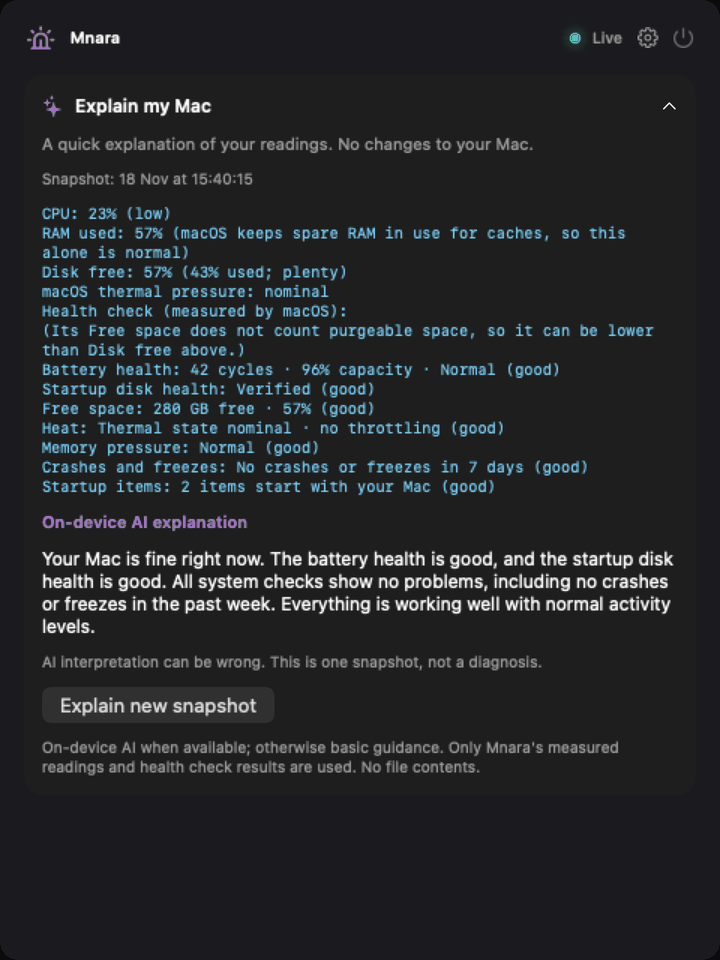 Mnara
Live
Explain my Mac
A quick explanation of your readings. No changes to your Mac.
Snapshot: 18 Nov at 15:40:15
CPU: 23% (low)
RAM used: 57% (macOS keeps spare RAM in use for caches, so this
alone is normal)
Disk free: 57% (43% used; plenty)
macOS thermal pressure: nominal
Health check (measured by macOS):
(Its Free space does not count purgeable space, so it can be lower
than Disk free above.)
Battery health: 42 cycles · 96% capacity · Normal (good)
Startup disk health: Verified (good)
Free space: 280 GB free · 57% (good)
Heat: Thermal state nominal · no throttling (good)
Memory pressure: Normal (good)
Crashes and freezes: No crashes or freezes in 7 days (good)
Startup items: 2 items start with your Mac (good)
On-device AI explanation
Your Mac is fine right now. The battery health is good, and the startup disk
health is good. All system checks show no problems, including no crashes
or freezes in the past week. Everything is working well with normal activity
levels.
AI interpretation can be wrong. This is one snapshot, not a diagnosis.
Explain new snapshot
On-device AI when available; otherwise basic guidance. Only Mnara's measured
readings and health check results are used. No file contents.